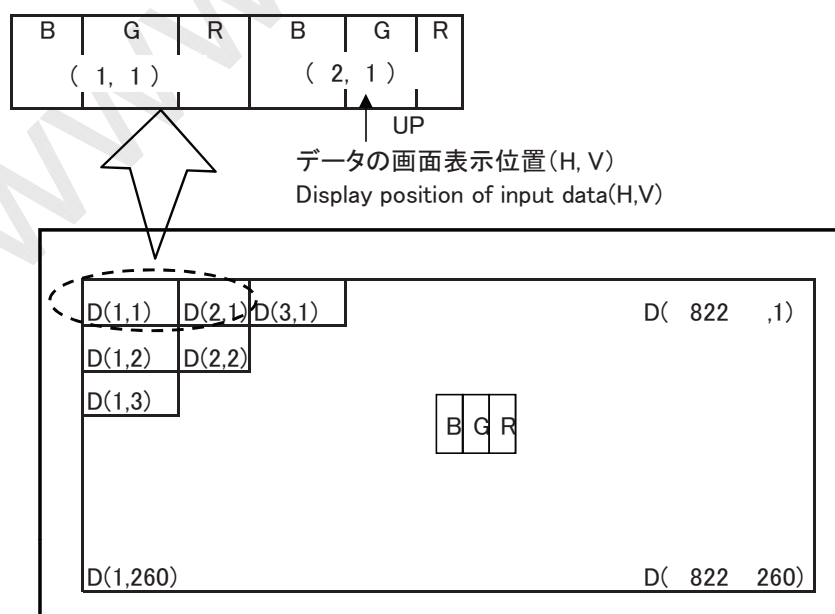 B G R B G R
( 1, 1 ) ( 2, 1 )
UP
データの画面表示位置(H, V)
Display position of input data(H,V)
D(1,1) D(2,1) D(3,1) D( 822 ,1)
D(1,2) D(2,2)
D(1,3)
B G R
D(1,260) D( 822 260)